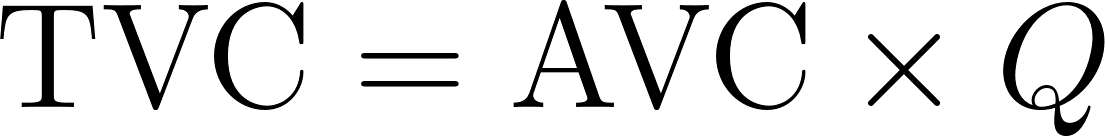 TVC = AVC × Q